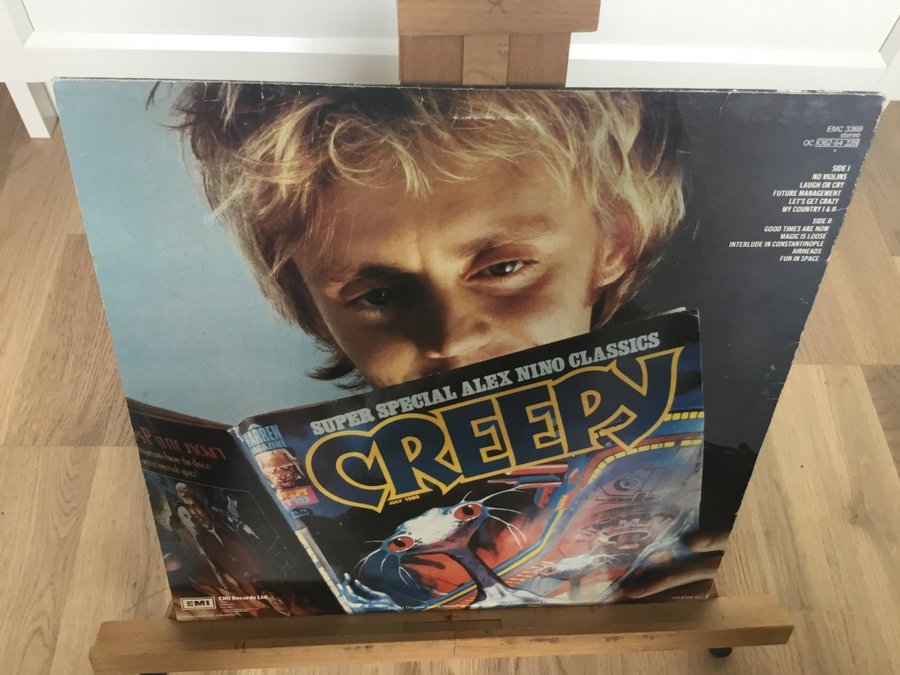 EMC 3369
stereo
OC 062-64 328
SIDE I
NO VIOLINS
LAUGH OR CRY
FUTURE MANAGEMENT
LET'S GET CRAZY
MY COUNTRY I & II
SIDE II
GOOD TIMES ARE NOW
MAGIC IS LOOSE
INTERLUDE IN CONSTANTINOPLE
AIRHEADS
FUN IN SPACE
SUPER SPECIAL ALEX NINO CLASSICS
WARREN
MAGAZINE
CREEPY
JULY 1980
EMI
EMI Records Ltd.